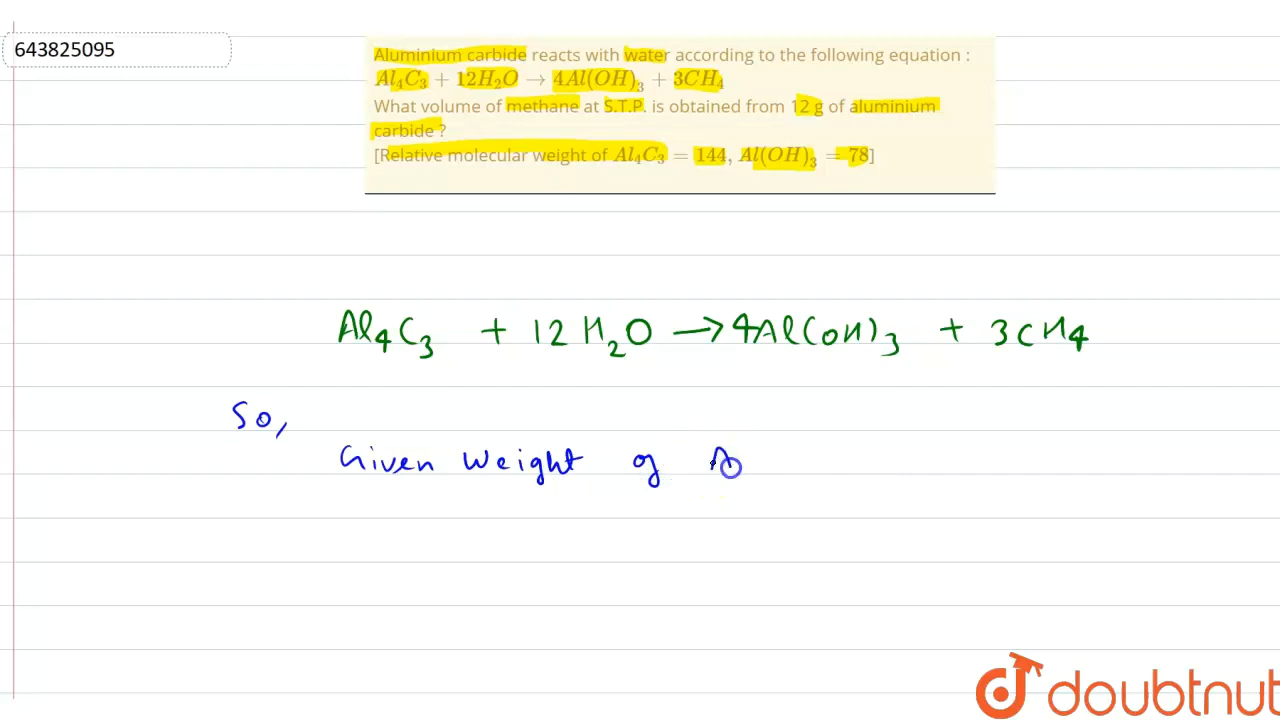 643825095
Aluminium carbide reacts with water according to the following equation :
Al₄C₃ + 12H₂O → 4Al(OH)₃ + 3CH₄
What volume of methane at S.T.P. is obtained from 12 g of aluminium
carbide ?
[Relative molecular weight of Al₄C₃ = 144, Al(OH)₃ = 78]
Al₄C₃ + 12H₂O → 4Al(OH)₃ + 3CH₄
So,
Given Weight of A
doubtnut